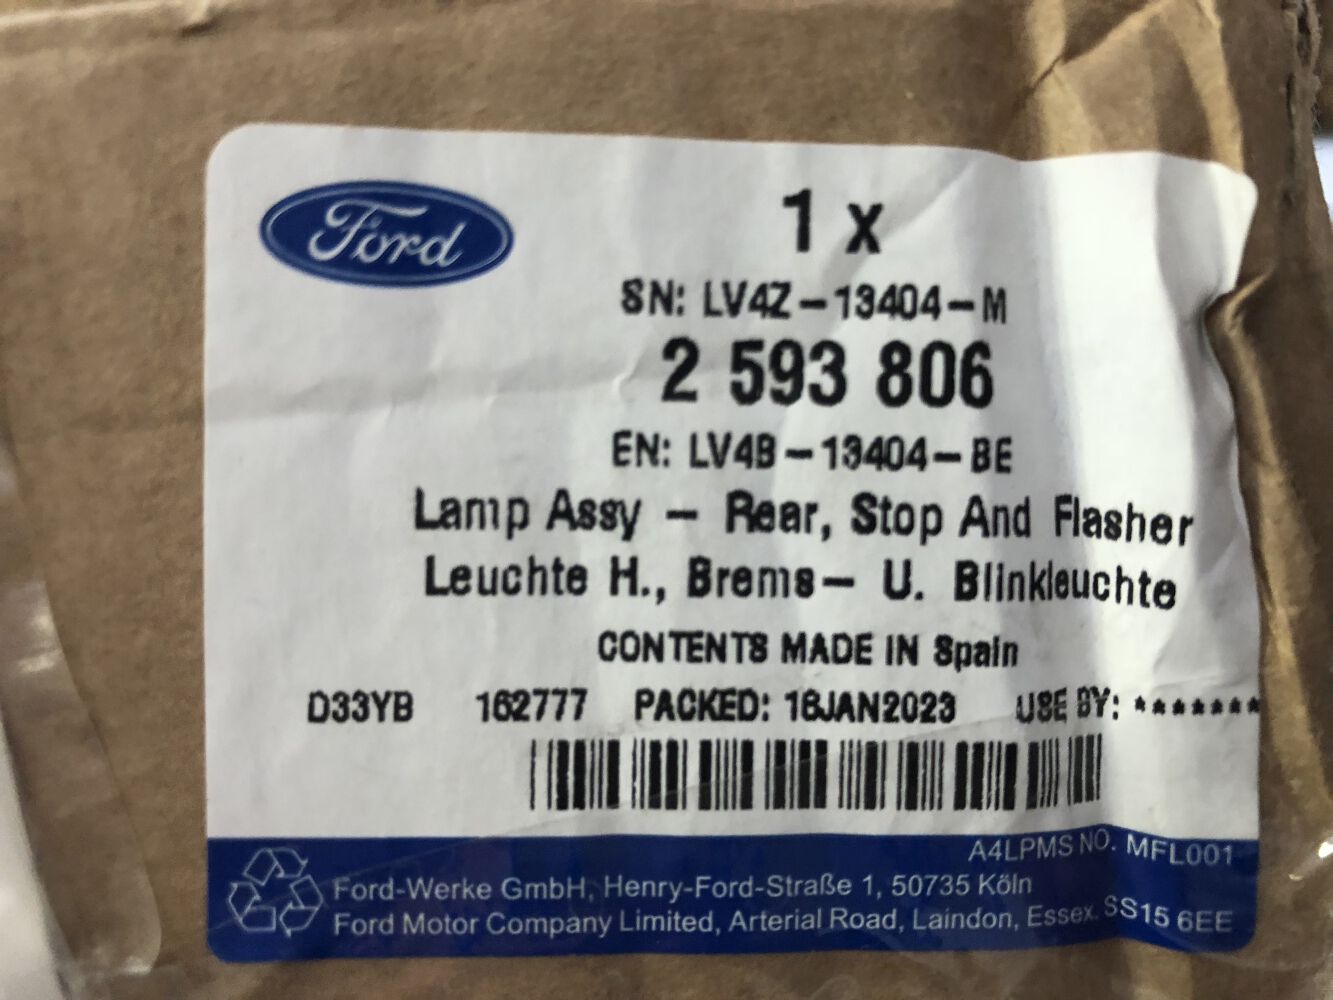 Ford
1 x
SN: LV4Z-13404-M
2 593 806
EN: LV4B-13404-BE
Lamp Assy - Rear, Stop And Flasher
Leuchte H., Brems- U. Blinkleuchte
CONTENTS MADE IN Spain
D33YB 162777 PACKED: 16JAN2023 USE BY: *******
A4LPMS NO. MFL001
Ford-Werke GmbH, Henry-Ford-Straße 1, 50735 Köln
Ford Motor Company Limited, Arterial Road, Laindon, Essex. SS15 6EE